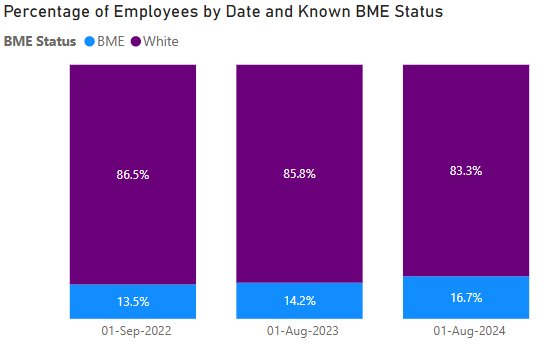 Percentage of Employees by Date and Known BME Status
BME Status BME White
86.5% 85.8% 83.3%
13.5% 14.2% 16.7%
01-Sep-2022 01-Aug-2023 01-Aug-2024